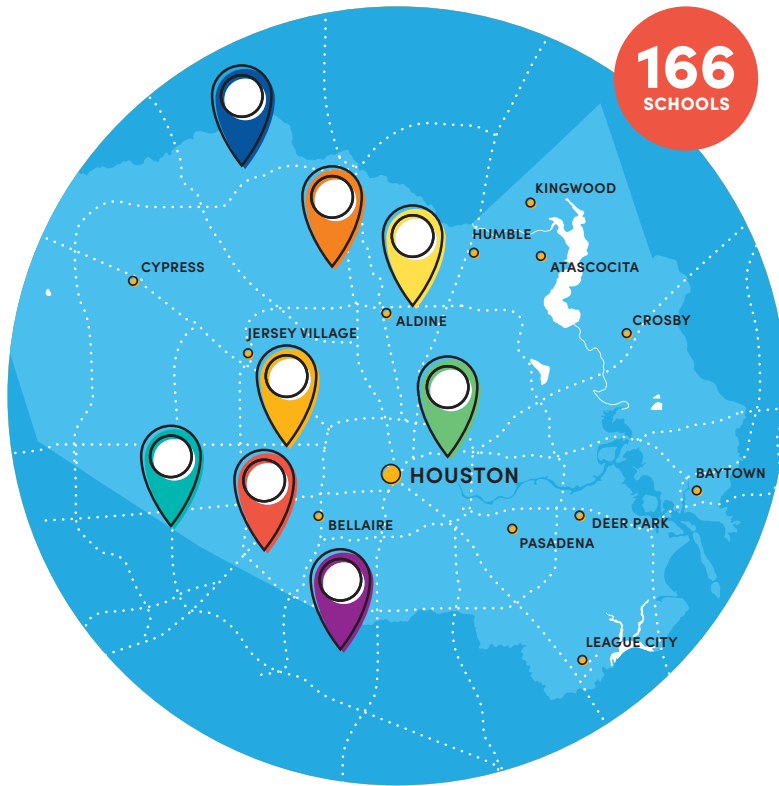 166
SCHOOLS
KINGWOOD
HUMBLE
ATASCOCITA
CYPRESS
ALDINE
CROSBY
JERSEY VILLAGE
HOUSTON
BAYTOWN
BELLAIRE
DEER PARK
PASADENA
LEAGUE CITY